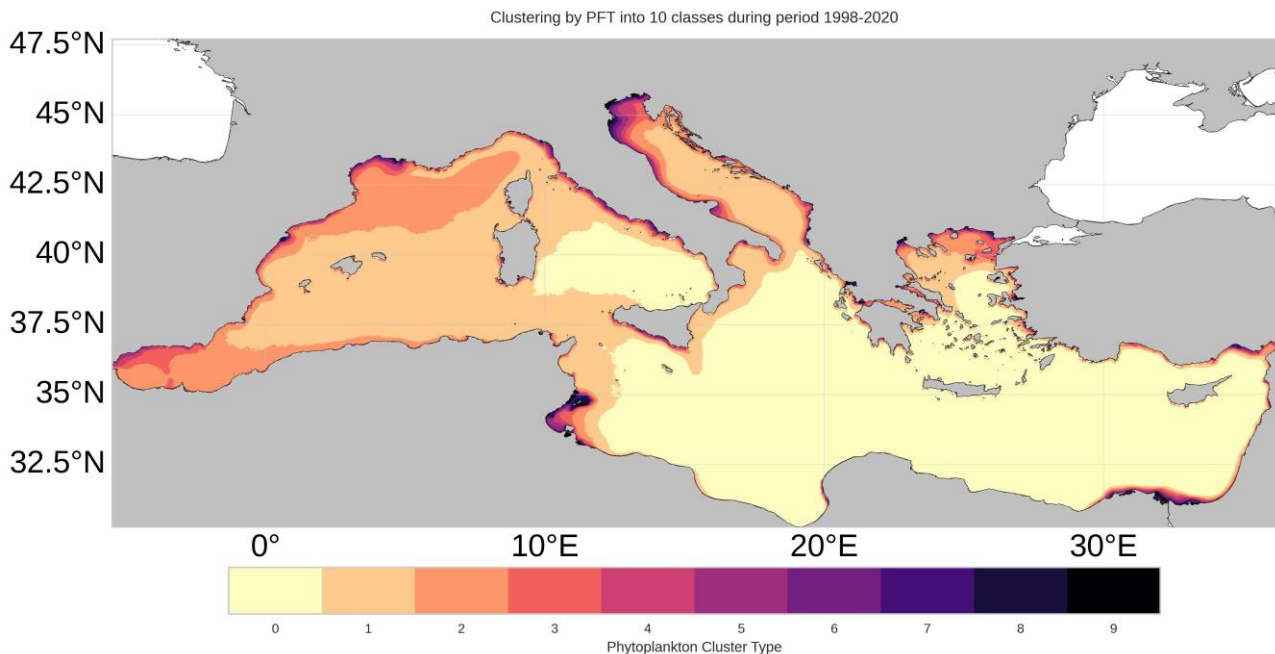 Clustering by PFT into 10 classes during period 1998-2020
47.5°N
45°N
42.5°N
40°N
37.5°N
35°N
32.5°N
0° 10°E 20°E 30°E
0 1 2 3 4 5 6 7 8 9
Phytoplankton Cluster Type